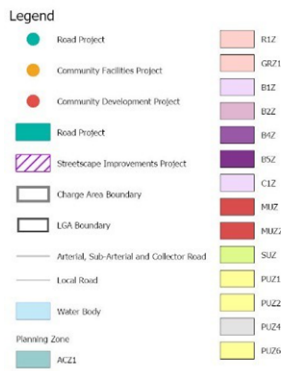 Legend
Road Project
Community Facilities Project
Community Development Project
Road Project
Streetscape Improvements Project
Charge Area Boundary
LGA Boundary
Arterial, Sub-Arterial and Collector Road
Local Road
Water Body
Planning Zone
ACZ1
R1Z
GRZ1
B1Z
B2Z
B4Z
B5Z
C1Z
MUZ
MUZ2
SUZ
PUZ1
PUZ2
PUZ4
PUZ6